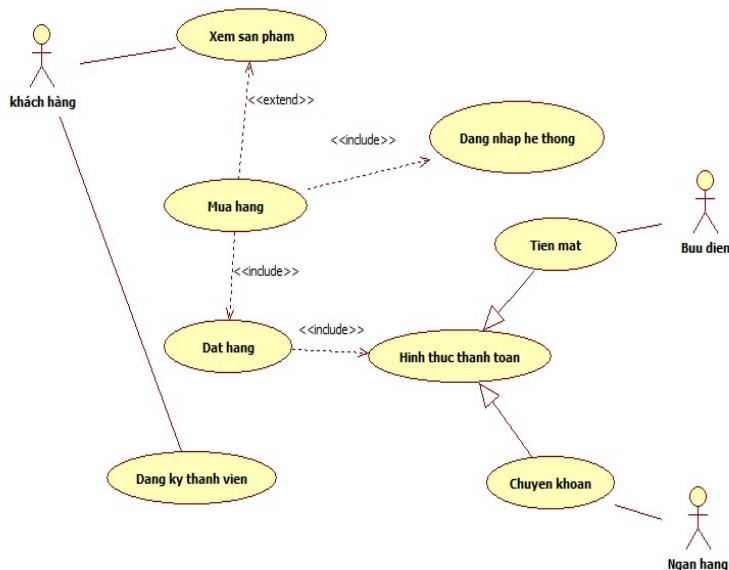 Xem san pham
khách hàng
<<extend>>
<<include>>
Dang nhap he thong
Mua hang
Tien mat
Buu dien
<<include>>
<<include>>
Dat hang
Hinh thuc thanh toan
Dang ky thanh vien
Chuyen khoan
Ngan hang